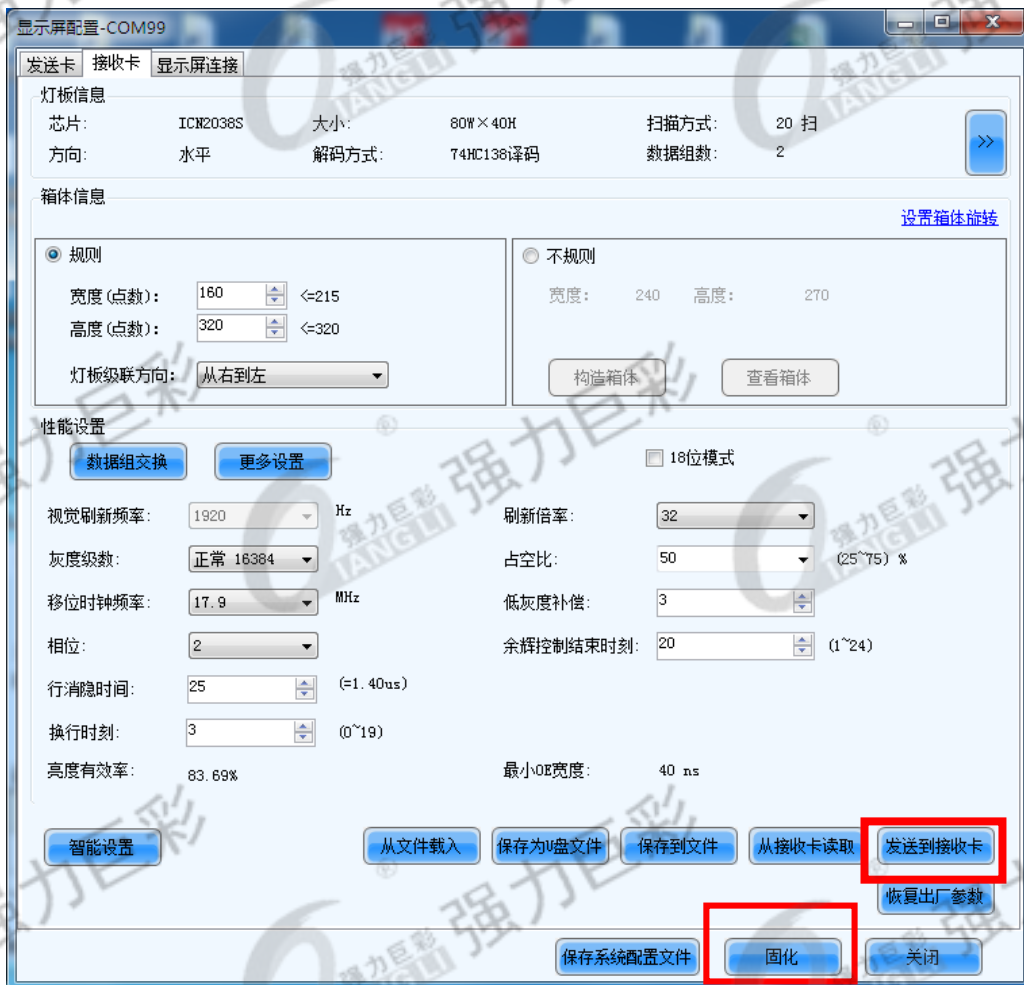 显示屏配置-COM99
发送卡 接收卡 显示屏连接
灯板信息
芯片: ICN2038S 大小: 80W×40H 扫描方式: 20 扫
方向: 水平 解码方式: 74HC138译码 数据组数: 2
>>
箱体信息
设置箱体旋转
规则 不规则
宽度(点数): 160 <=215 宽度: 240 高度: 270
高度(点数): 320 <=320
灯板级联方向: 从右到左 构造箱体 查看箱体
性能设置
数据组交换 更多设置 18位模式
视觉刷新频率: 1920 Hz 刷新倍率: 32
灰度级数: 正常 16384 占空比: 50 (25~75) %
移位时钟频率: 17.9 MHz 低灰度补偿: 3
相位: 2 余辉控制结束时刻: 20 (1~24)
行消隐时间: 25 (=1.40us)
换行时刻: 3 (0~19)
亮度有效率: 83.69% 最小OE宽度: 40 ns
智能设置 从文件载入 保存为U盘文件 保存到文件 从接收卡读取 发送到接收卡
恢复出厂参数
保存系统配置文件 固化 关闭
强力巨彩
QIANGLI